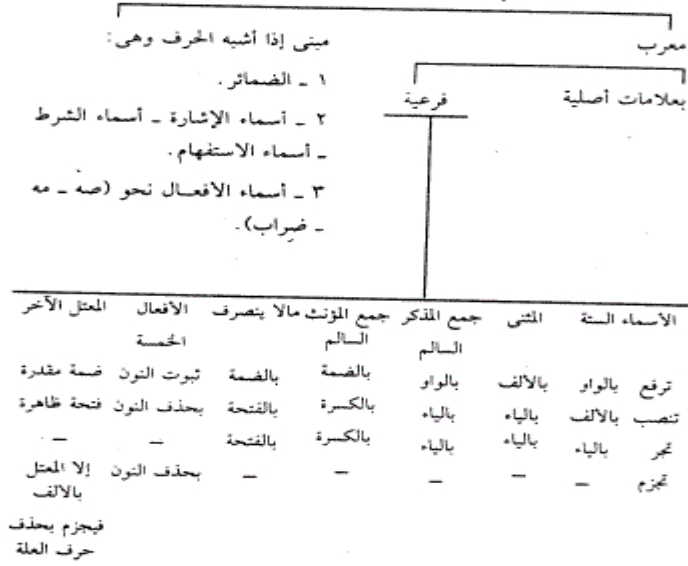 معرب
مبنى إذا أشبه الحرف وهى:
بعلامات أصلية
فرعية
١ ـ الضمائر.
٢ ـ أسماء الإشارة ـ أسماء الشرط
ـ أسماء الاستفهام.
٣ ـ أسماء الأفعال نحو (صهْ ـ مه
ـ ضِراب).
الأسماء الستة المثنى جمع المذكر جمع المؤنث مالا ينصرف الأفعال المعتل الآخر
السالم السالم الخمسة
ترفع بالواو بالألف بالواو بالضمة بالضمة ثبوت النون ضمة مقدرة
تنصب بالألف بالياء بالياء بالكسرة بالفتحة بحذف النون فتحة ظاهرة
تجر بالياء بالياء بالياء بالكسرة بالفتحة – –
تجزم – – – – – بحذف النون إلا المعتل
بالالف
فيجزم بحذف
حرف العلة